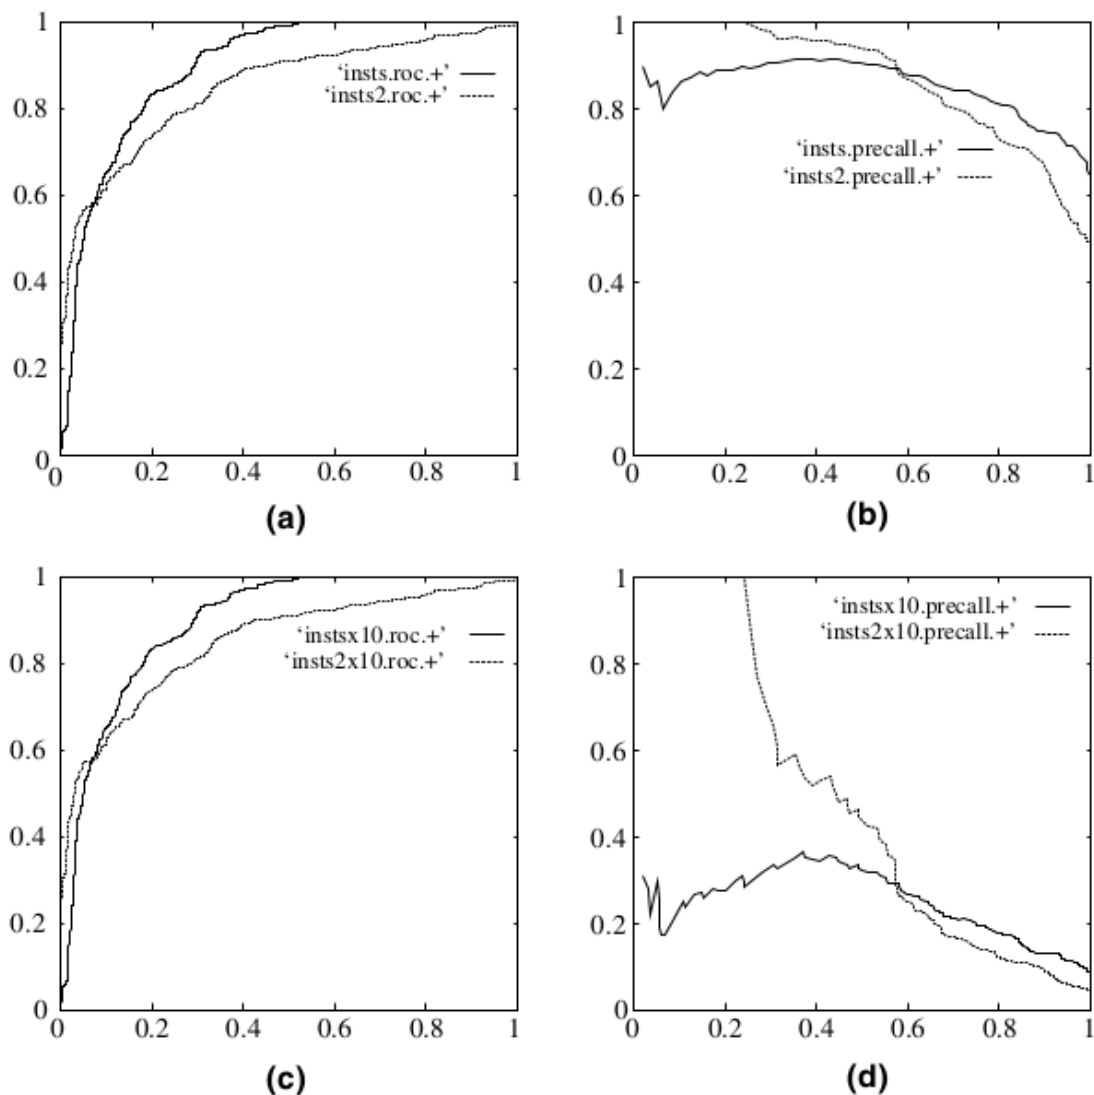 1
0.8
0.6
0.4
0.2
0
0 0.2 0.4 0.6 0.8 1
‘insts.roc.+’
‘insts2.roc.+’
(a)
1
0.8
0.6
0.4
0.2
0
0 0.2 0.4 0.6 0.8 1
‘insts.precall.+’
‘insts2.precall.+’
(b)
1
0.8
0.6
0.4
0.2
0
0 0.2 0.4 0.6 0.8 1
‘instsx10.roc.+’
‘insts2x10.roc.+’
(c)
1
0.8
0.6
0.4
0.2
0
0 0.2 0.4 0.6 0.8 1
‘instsx10.precall.+’
‘insts2x10.precall.+’
(d)